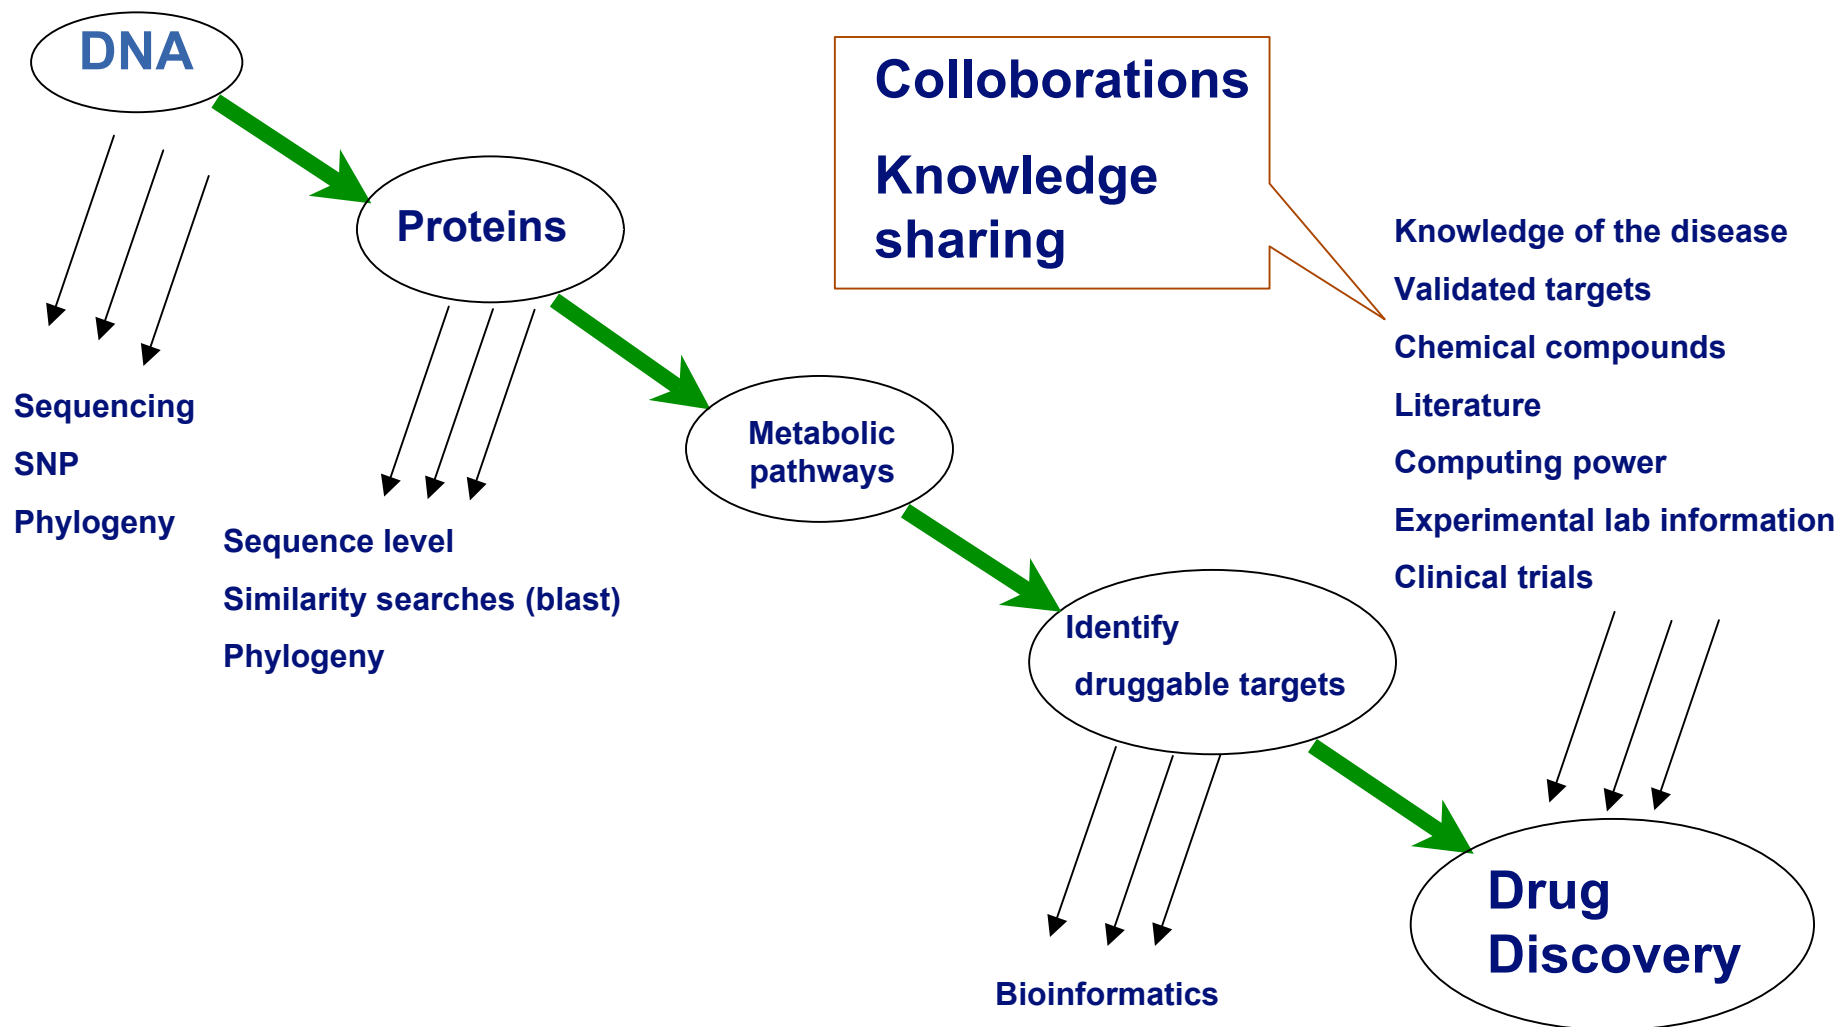 DNA
Colloborations
Knowledge
sharing
Proteins
Knowledge of the disease
Validated targets
Chemical compounds
Literature
Computing power
Experimental lab information
Clinical trials
Sequencing
SNP
Phylogeny
Metabolic
pathways
Sequence level
Similarity searches (blast)
Phylogeny
Identify
druggable targets
Drug
Discovery
Bioinformatics